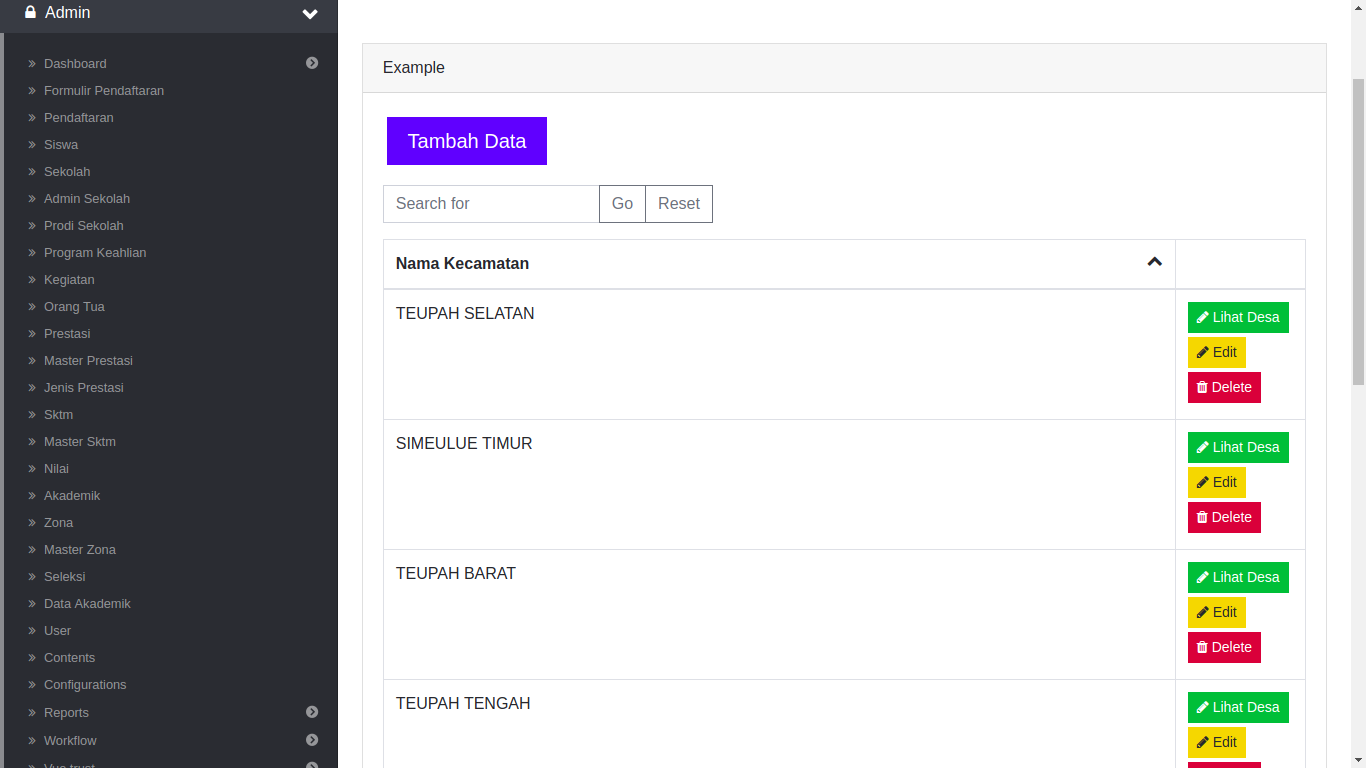 Admin
Dashboard
Formulir Pendaftaran
Pendaftaran
Siswa
Sekolah
Admin Sekolah
Prodi Sekolah
Program Keahlian
Kegiatan
Orang Tua
Prestasi
Master Prestasi
Jenis Prestasi
Sktm
Master Sktm
Nilai
Akademik
Zona
Master Zona
Seleksi
Data Akademik
User
Contents
Configurations
Reports
Workflow
Vue trust
Example
Tambah Data
Search for Go Reset
Nama Kecamatan
TEUPAH SELATAN
Lihat Desa
Edit
Delete
SIMEULUE TIMUR
Lihat Desa
Edit
Delete
TEUPAH BARAT
Lihat Desa
Edit
Delete
TEUPAH TENGAH
Lihat Desa
Edit